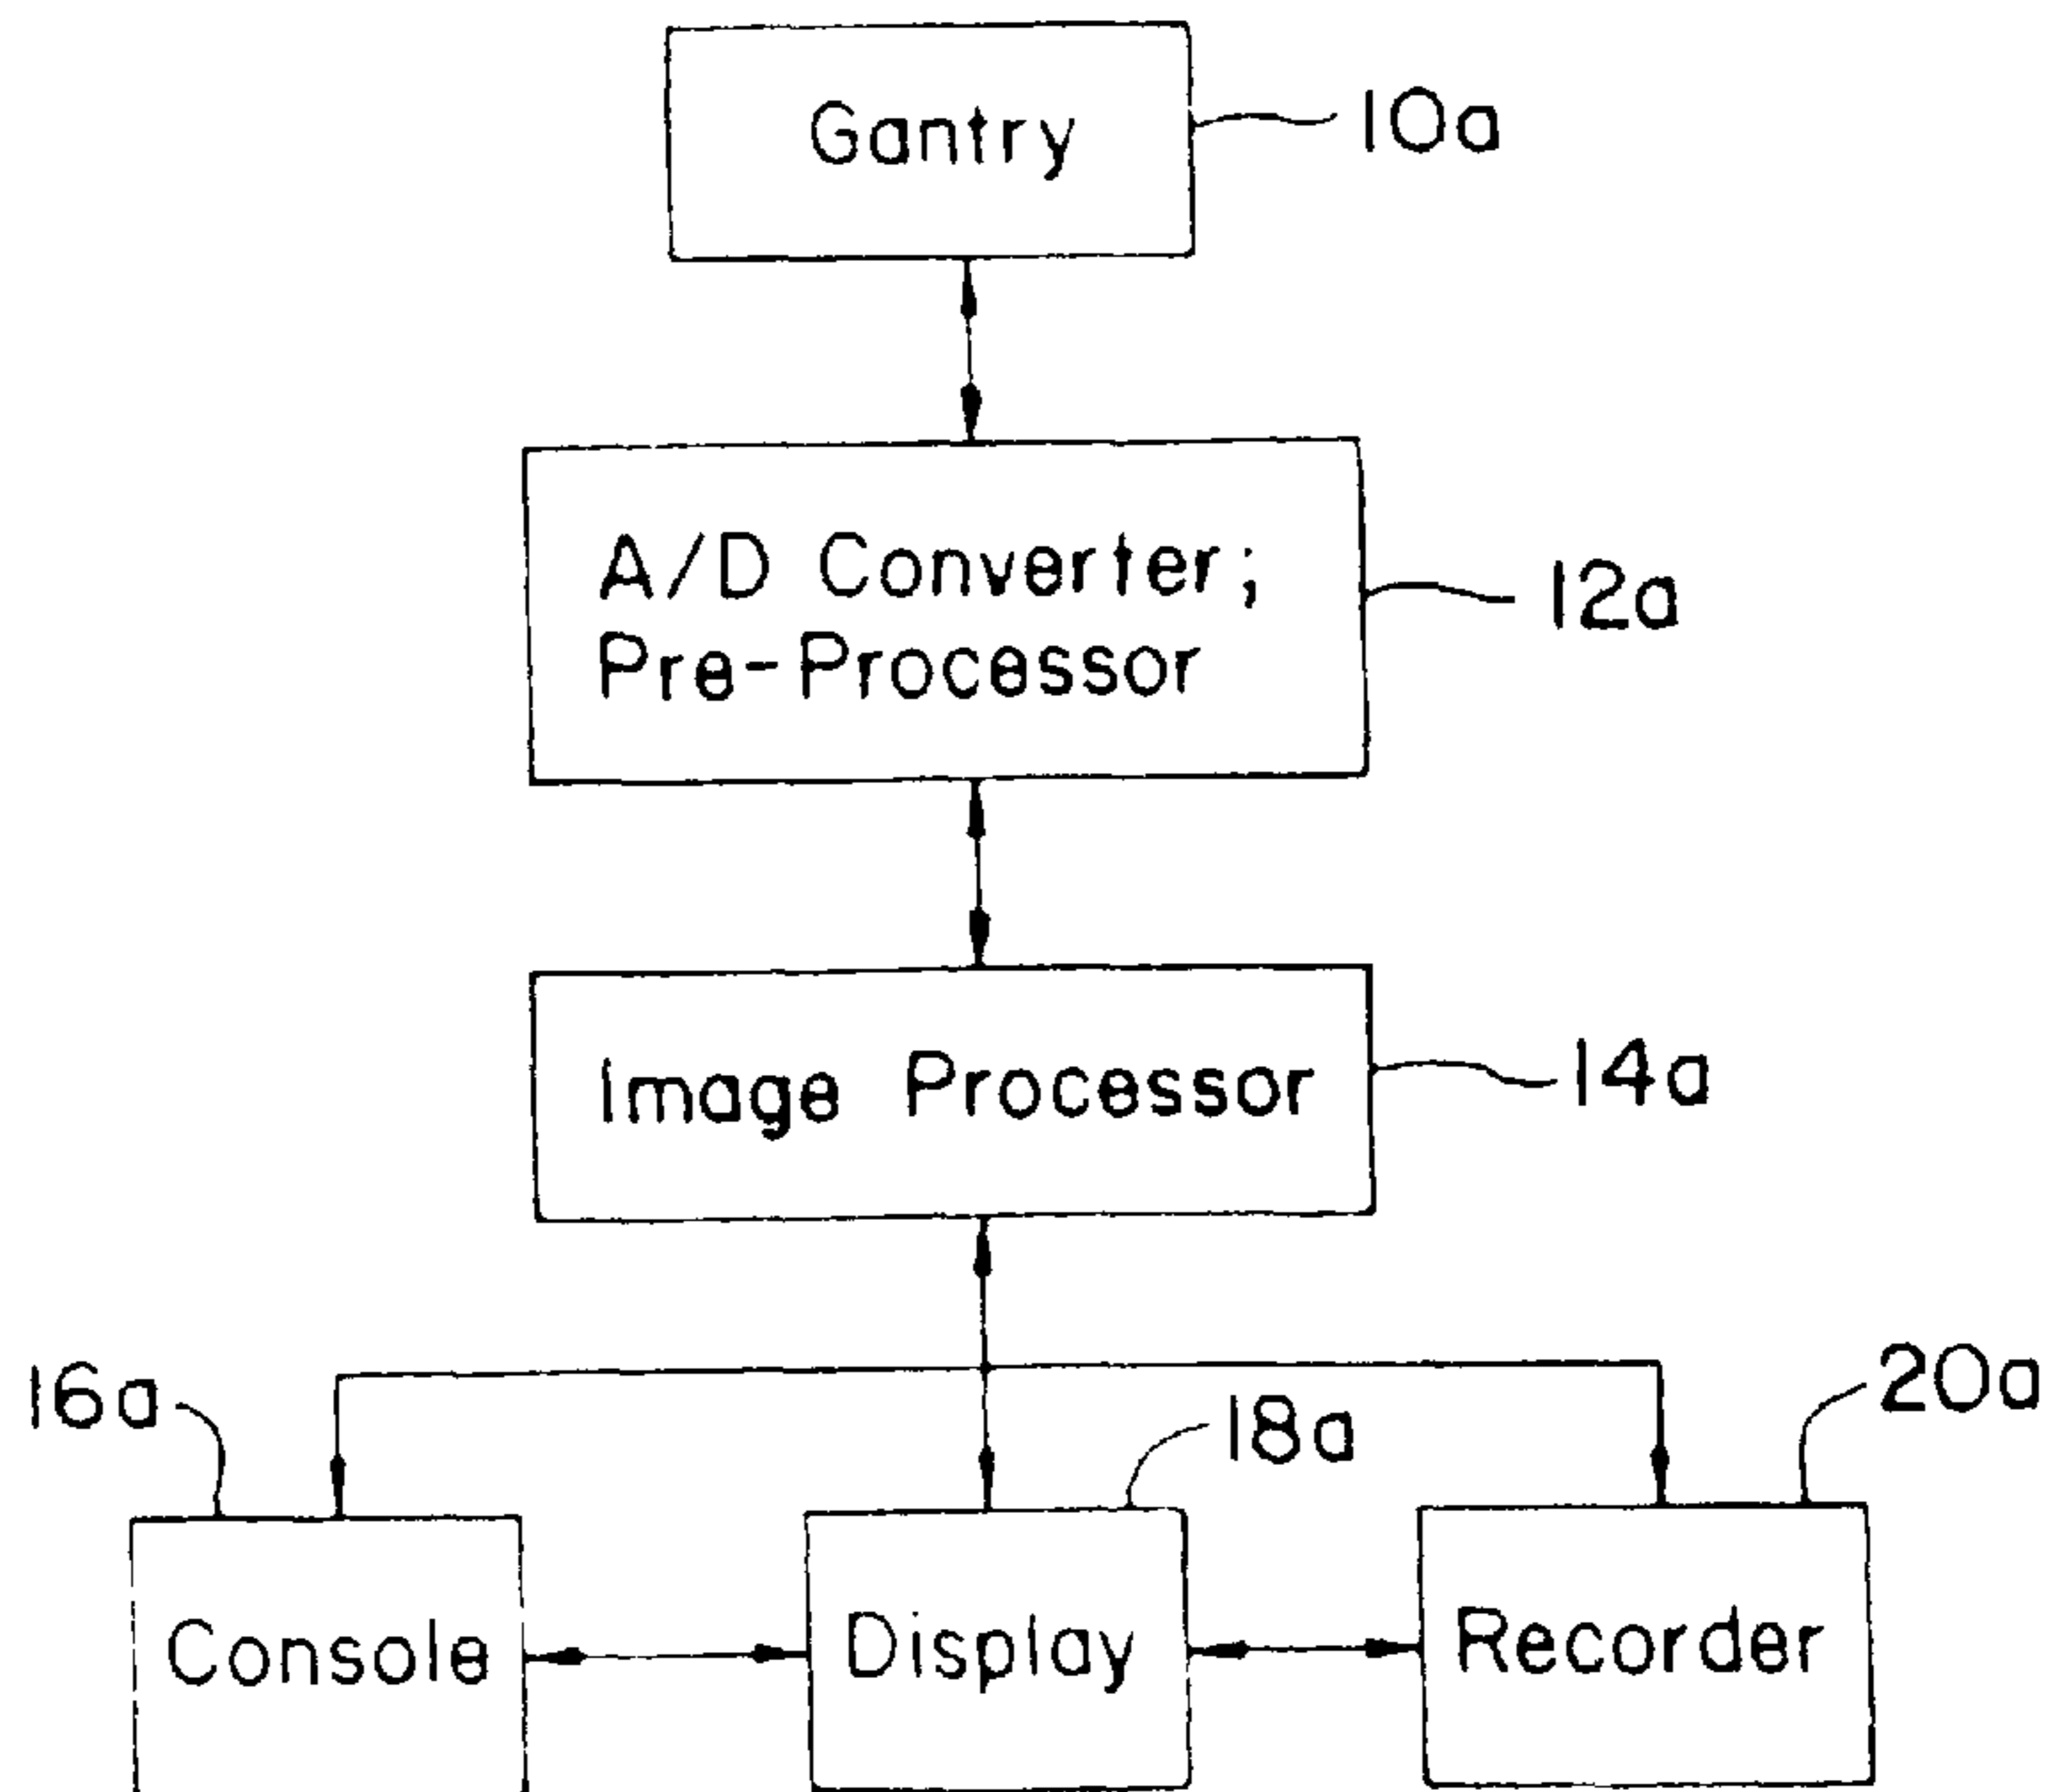 Gantry
10a
A/D Converter;
Pre-Processor
12a
Image Processor
14a
16a
18a
20a
Console
Display
Recorder